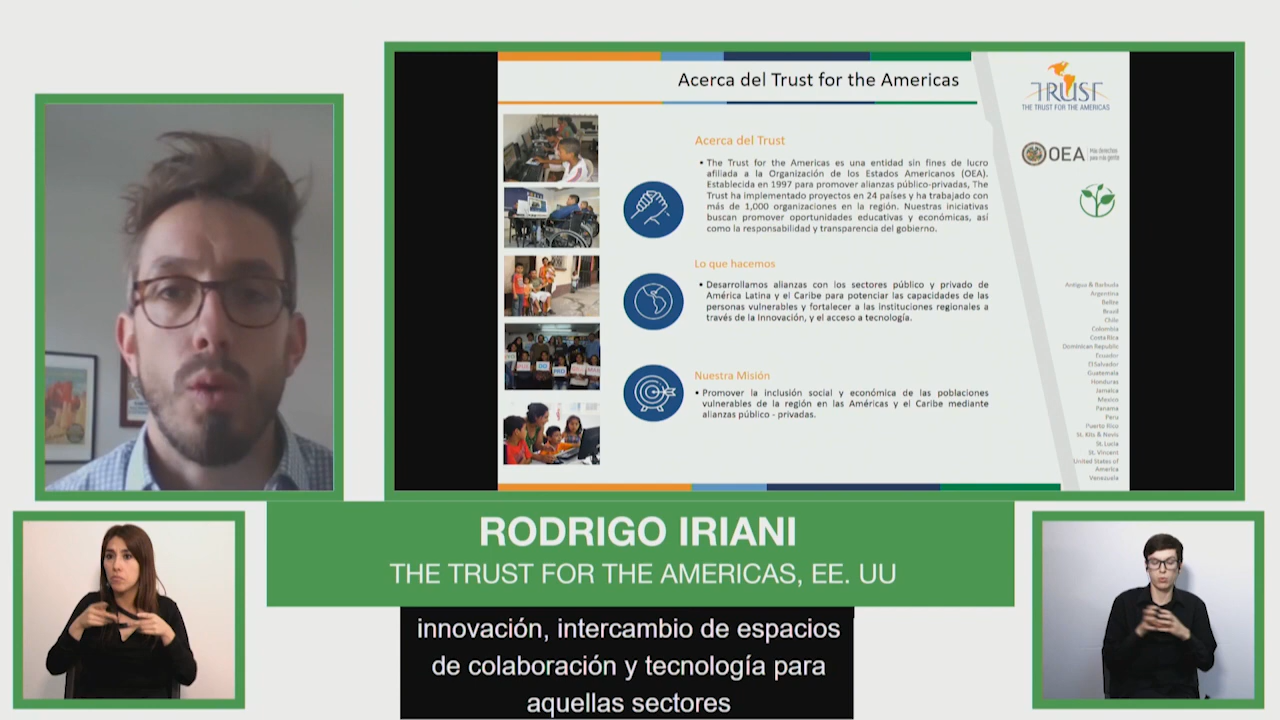 Acerca del Trust for the Americas
TRUST
THE TRUST FOR THE AMERICAS
OEA
Más derechos
para más gente
Acerca del Trust
• The Trust for the Americas es una entidad sin fines de lucro
afiliada a la Organización de los Estados Americanos (OEA).
Establecida en 1997 para promover alianzas público-privadas, The
Trust ha implementado proyectos en 24 países y ha trabajado con
más de 1,000 organizaciones en la región. Nuestras iniciativas
buscan promover oportunidades educativas y económicas, así
como la responsabilidad y transparencia del gobierno.
Lo que hacemos
• Desarrollamos alianzas con los sectores público y privado de
América Latina y el Caribe para potenciar las capacidades de las
personas vulnerables y fortalecer a las instituciones regionales a
través de la Innovación, y el acceso a tecnología.
Nuestra Misión
• Promover la inclusión social y económica de las poblaciones
vulnerables de la región en las Américas y el Caribe mediante
alianzas público - privadas.
Antigua & Barbuda
Argentina
Belize
Brazil
Chile
Colombia
Costa Rica
Dominican Republic
Ecuador
El Salvador
Guatemala
Honduras
Jamaica
Mexico
Panama
Peru
Puerto Rico
St. Kits & Nevis
St. Lucia
St. Vincent
United States of
America
Venezuela
RODRIGO IRIANI
THE TRUST FOR THE AMERICAS, EE. UU
innovación, intercambio de espacios
de colaboración y tecnología para
aquellas sectores